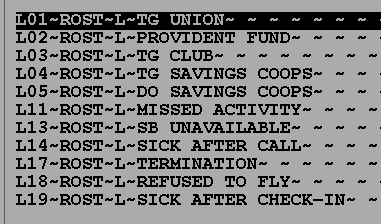 L01~ROST~L~TG UNION~ ~ ~ ~ ~ ~ ~
L02~ROST~L~PROVIDENT FUND~ ~ ~ ~ ~
L03~ROST~L~TG CLUB~ ~ ~ ~ ~ ~ ~ ~
L04~ROST~L~TG SAVINGS COOPS~ ~ ~ ~
L05~ROST~L~DO SAVINGS COOPS~ ~ ~ ~
L11~ROST~L~MISSED ACTIVITY~ ~ ~ ~
L13~ROST~L~SB UNAVAILABLE~ ~ ~ ~ ~
L14~ROST~L~SICK AFTER CALL~ ~ ~ ~
L17~ROST~L~TERMINATION~ ~ ~ ~ ~ ~
L18~ROST~L~REFUSED TO FLY~ ~ ~ ~ ~
L19~ROST~L~SICK AFTER CHECK-IN~ ~